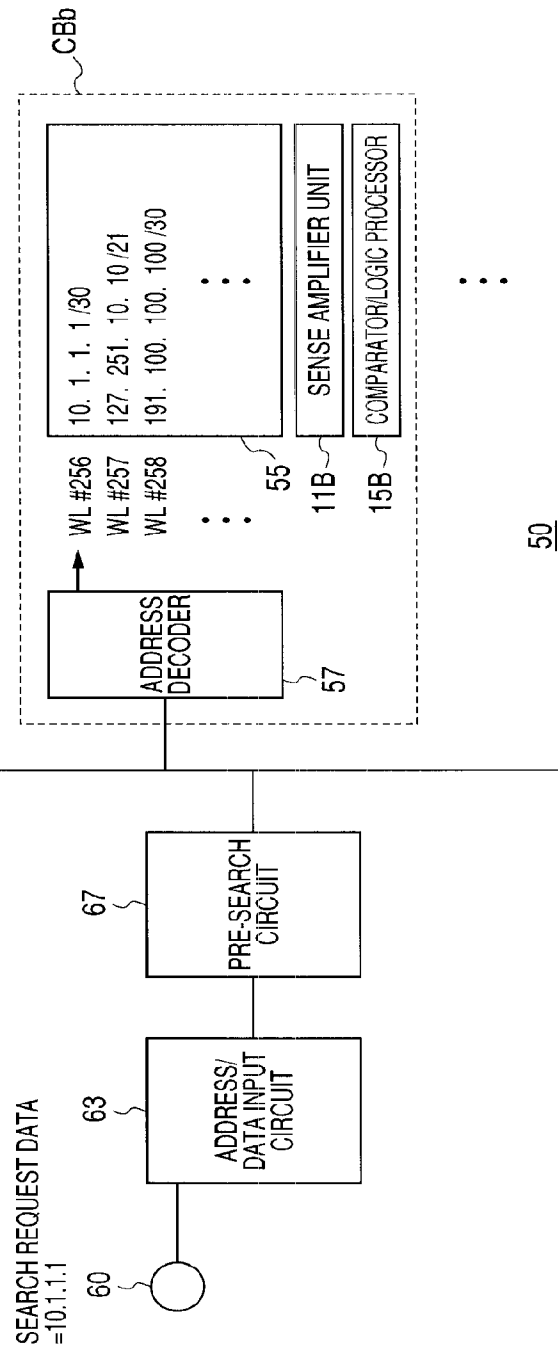 SEARCH REQUEST DATA
=10.1.1.1
60
63
ADDRESS/
DATA INPUT
CIRCUIT
67
PRE-SEARCH
CIRCUIT
CBb
ADDRESS
DECODER
57
WL #256 10. 1. 1. 1 /30
WL #257 127. 251. 10. 10 /21
WL #258 191. 100. 100. 100 /30
55
11B
SENSE AMPLIFIER UNIT
15B
COMPARATOR/LOGIC PROCESSOR
50